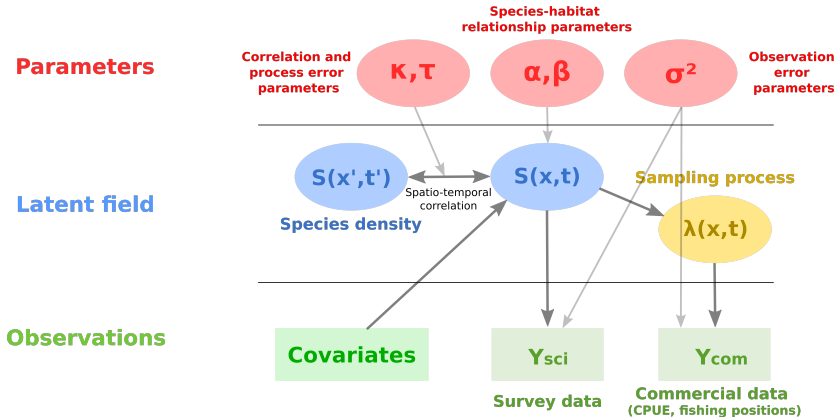 Species-habitat
relationship parameters
Parameters
Correlation and
process error
parameters
κ,τ
α,β
σ²
Observation
error
parameters
Latent field
S(x',t')
Spatio-temporal
correlation
S(x,t)
Sampling process
λ(x,t)
Species density
Observations
Covariates
Ysci
Ycom
Survey data
Commercial data
(CPUE, fishing positions)